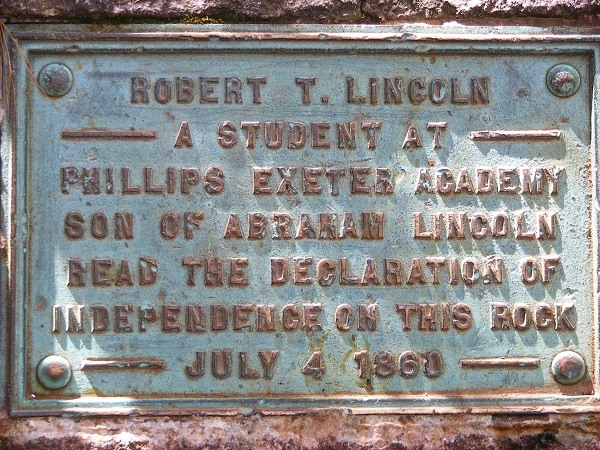 ROBERT T. LINCOLN
A STUDENT AT
PHILLIPS EXETER ACADEMY
SON OF ABRAHAM LINCOLN
READ THE DECLARATION OF
INDEPENDENCE ON THIS ROCK
JULY 4 1860